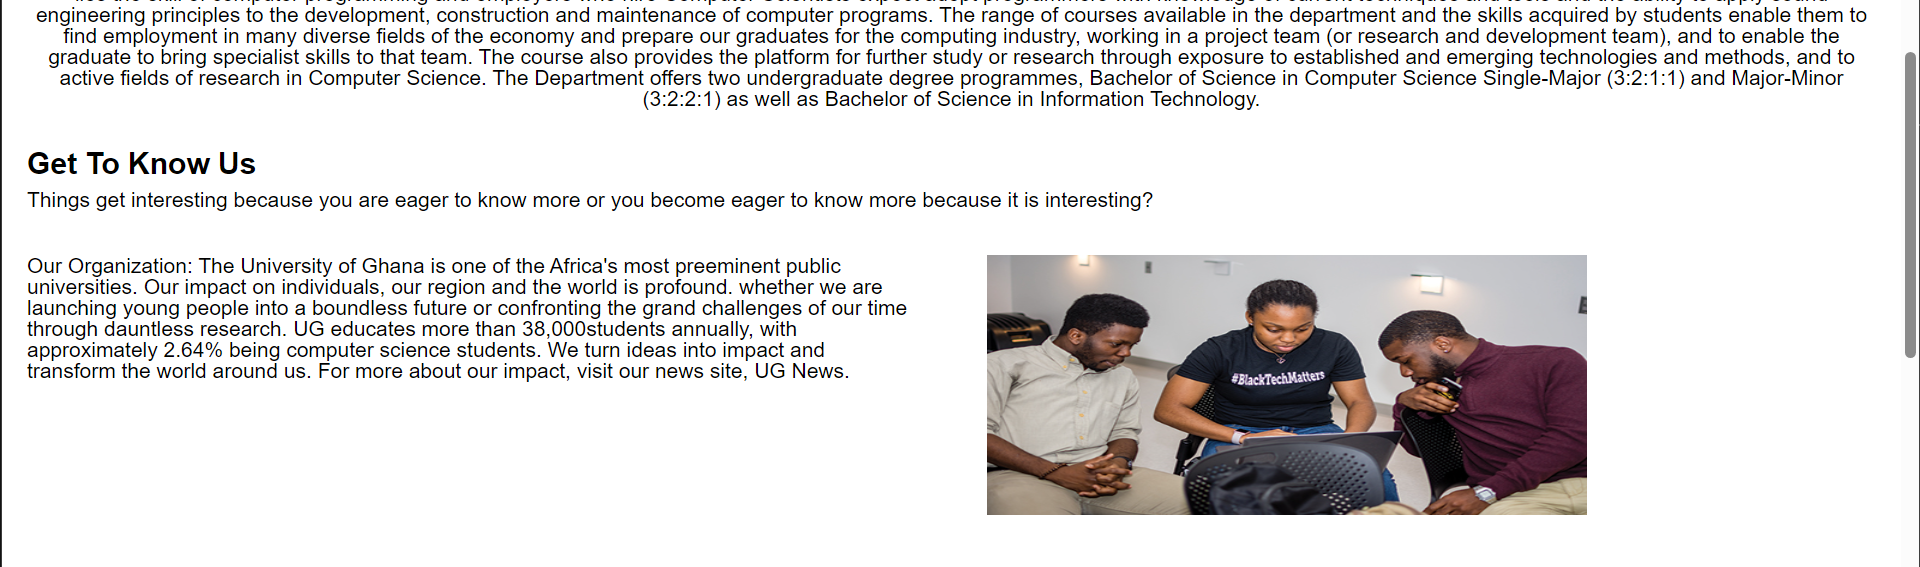 engineering principles to the development, construction and maintenance of computer programs. The range of courses available in the department and the skills acquired by students enable them to
find employment in many diverse fields of the economy and prepare our graduates for the computing industry, working in a project team (or research and development team), and to enable the
graduate to bring specialist skills to that team. The course also provides the platform for further study or research through exposure to established and emerging technologies and methods, and to
active fields of research in Computer Science. The Department offers two undergraduate degree programmes, Bachelor of Science in Computer Science Single-Major (3:2:1:1) and Major-Minor
(3:2:2:1) as well as Bachelor of Science in Information Technology.
Get To Know Us
Things get interesting because you are eager to know more or you become eager to know more because it is interesting?
Our Organization: The University of Ghana is one of the Africa's most preeminent public
universities. Our impact on individuals, our region and the world is profound. whether we are
launching young people into a boundless future or confronting the grand challenges of our time
through dauntless research. UG educates more than 38,000students annually, with
approximately 2.64% being computer science students. We turn ideas into impact and
transform the world around us. For more about our impact, visit our news site, UG News.
#BlackTechMatters